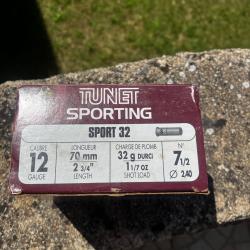 TUNET
SPORTING
SPORT 32
CALIBRE
12
GAUGE
LONGUEUR
70 mm
2 3/4"
LENGTH
CHARGE DE PLOMB
32 g DURCI
1 1/7 OZ
SHOT LOAD
N°
7 1/2
Ø 2,40